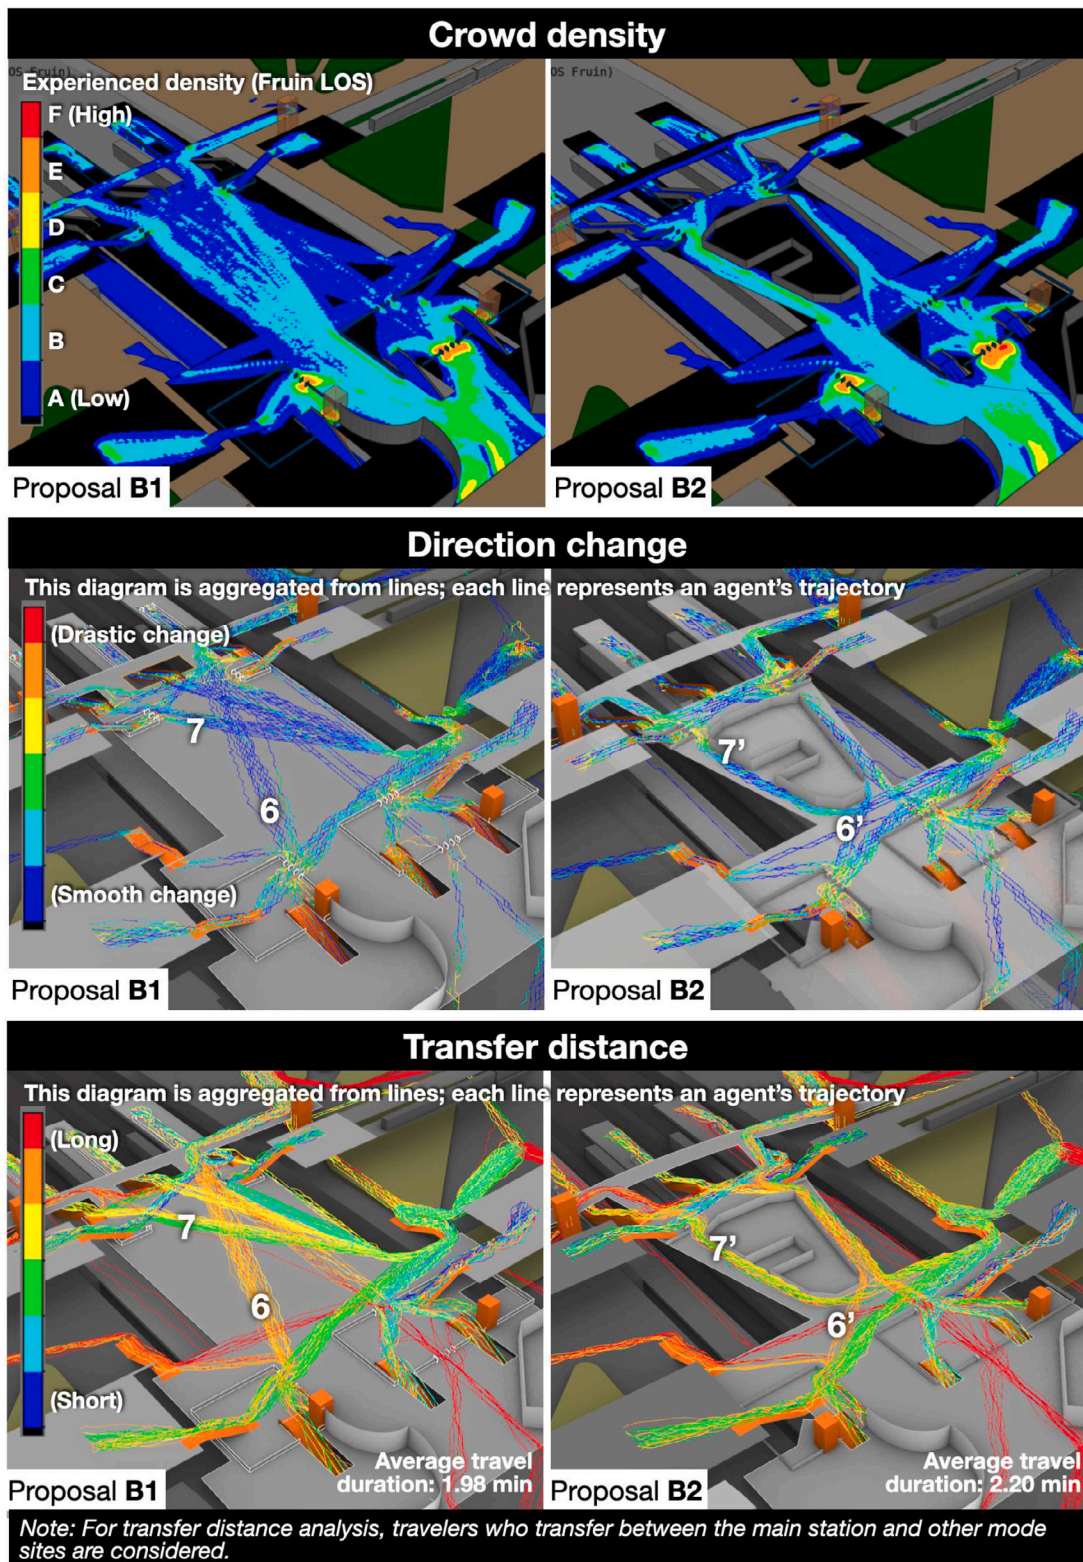 Crowd density
OS Fruin)
Experienced density (Fruin LOS)
F (High)
E
D
C
B
A (Low)
Proposal B1
OS Fruin)
Proposal B2
Direction change
This diagram is aggregated from lines; each line represents an agent's trajectory
(Drastic change)
7
6
(Smooth change)
Proposal B1
7'
6'
Proposal B2
Transfer distance
This diagram is aggregated from lines; each line represents an agent's trajectory
(Long)
7
6
(Short)
Average travel
duration: 1.98 min
Proposal B1
7'
6'
Average travel
duration: 2.20 min
Proposal B2
Note: For transfer distance analysis, travelers who transfer between the main station and other mode
sites are considered.